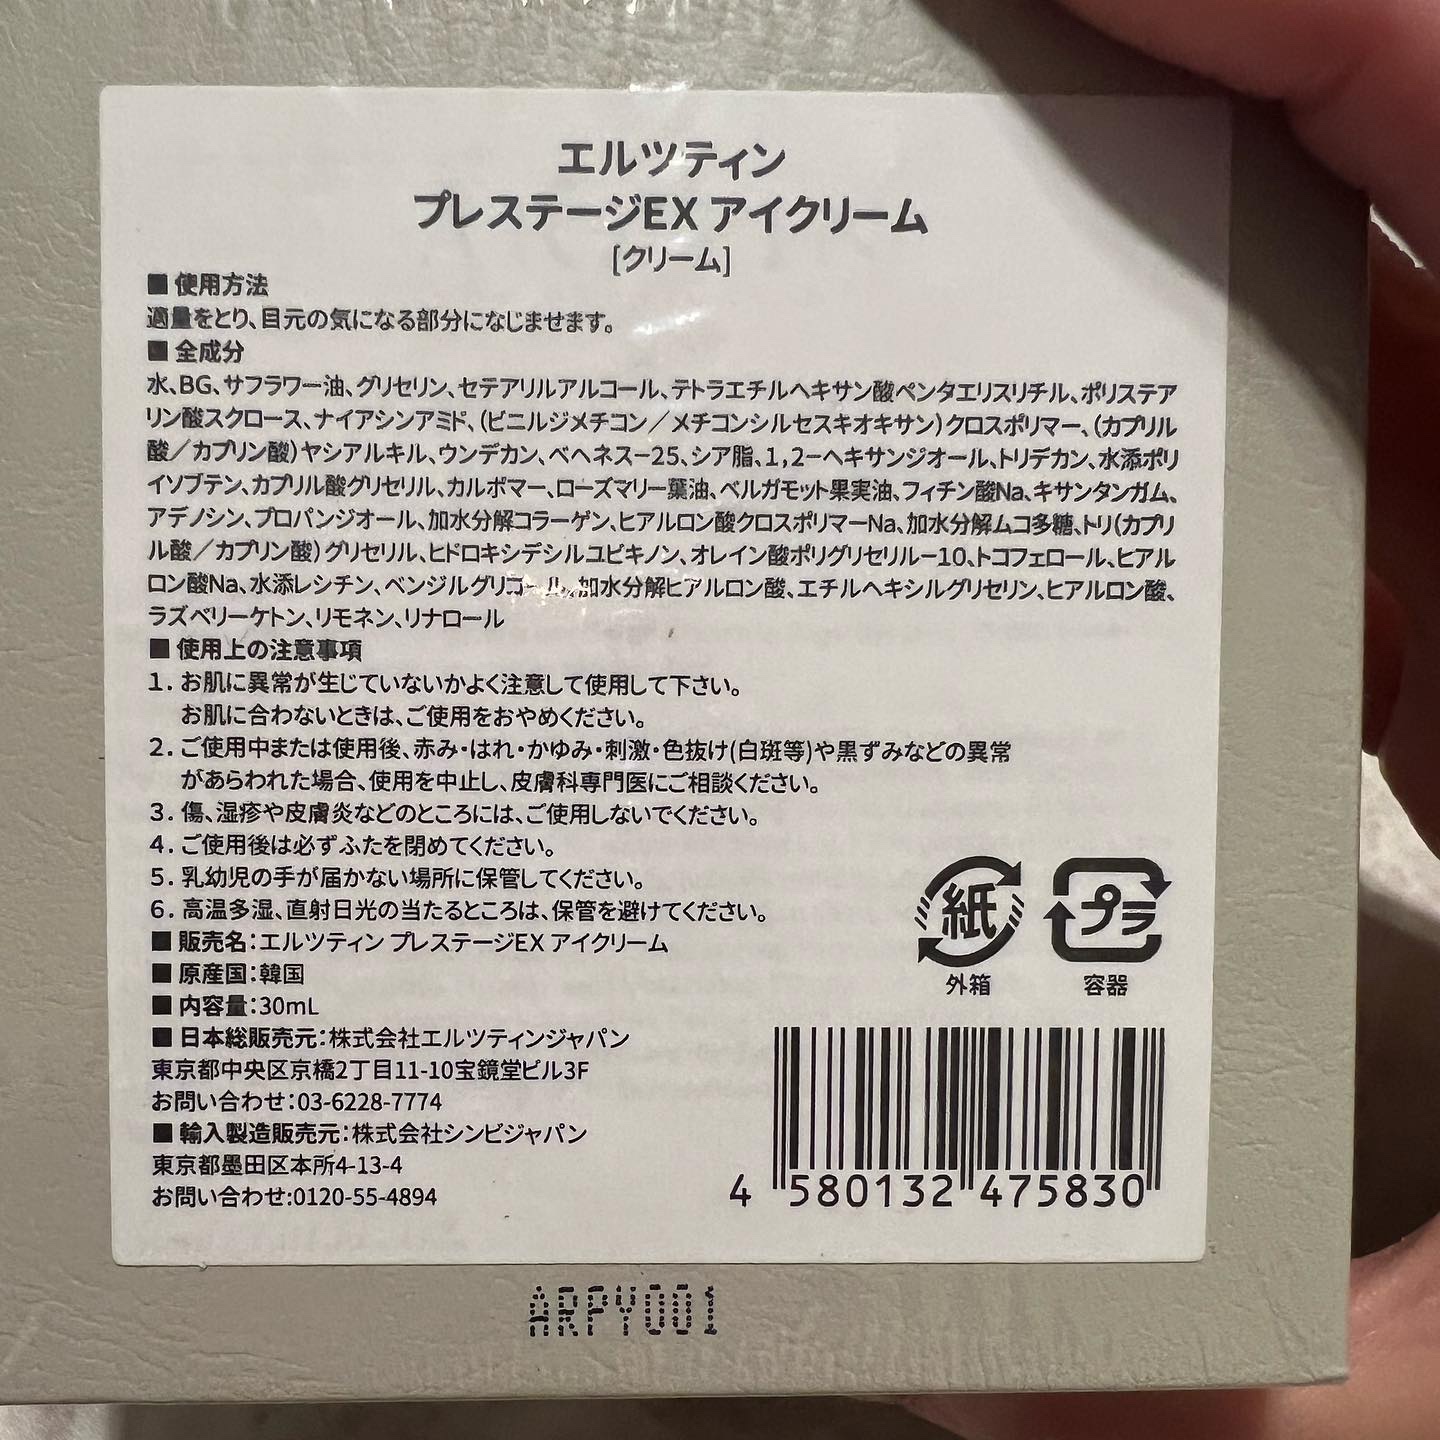 エルツティン
プレステージEX アイクリーム
[クリーム]
■ 使用方法
適量をとり、目元の気になる部分になじませます。
■ 全成分
水、BG、サフラワー油、グリセリン、セテアリルアルコール、テトラエチルヘキサン酸ペンタエリスリチル、ポリステア
リン酸スクロース、ナイアシンアミド、(ビニルジメチコン／メチコンシルセスキオキサン)クロスポリマー、(カプリル
酸／カプリン酸)ヤシアルキル、ウンデカン、ベヘネス−25、シア脂、1,2−ヘキサンジオール、トリデカン、水添ポリ
イソブテン、カプリル酸グリセリル、カルボマー、ローズマリー葉油、ベルガモット果実油、フィチン酸Na、キサンタンガム、
アデノシン、プロパンジオール、加水分解コラーゲン、ヒアルロン酸クロスポリマーNa、加水分解ムコ多糖、トリ(カプリ
ル酸／カプリン酸)グリセリル、ヒドロキシデシルユビキノン、オレイン酸ポリグリセリル−10、トコフェロール、ヒアル
ロン酸Na、水添レシチン、ベンジルグリコール、加水分解ヒアルロン酸、エチルヘキシルグリセリン、ヒアルロン酸、
ラズベリーケトン、リモネン、リナロール
■ 使用上の注意事項
1. お肌に異常が生じていないかよく注意して使用して下さい。
お肌に合わないときは、ご使用をおやめください。
2. ご使用中または使用後、赤み・はれ・かゆみ・刺激・色抜け(白斑等)や黒ずみなどの異常
があらわれた場合、使用を中止し、皮膚科専門医にご相談ください。
3. 傷、湿疹や皮膚炎などのところには、ご使用しないでください。
4. ご使用後は必ずふたを閉めてください。
5. 乳幼児の手が届かない場所に保管してください。
6. 高温多湿、直射日光の当たるところは、保管を避けてください。
■ 販売名：エルツティン プレステージEX アイクリーム
■ 原産国：韓国
■ 内容量：30mL
■ 日本総販売元：株式会社エルツティンジャパン
東京都中央区京橋2丁目11-10宝鏡堂ビル3F
お問い合わせ：03-6228-7774
■ 輸入製造販売元：株式会社シンビジャパン
東京都墨田区本所4-13-4
お問い合わせ:0120-55-4894
紙 プラ
外箱 容器
4 580132 475830
ARPY001